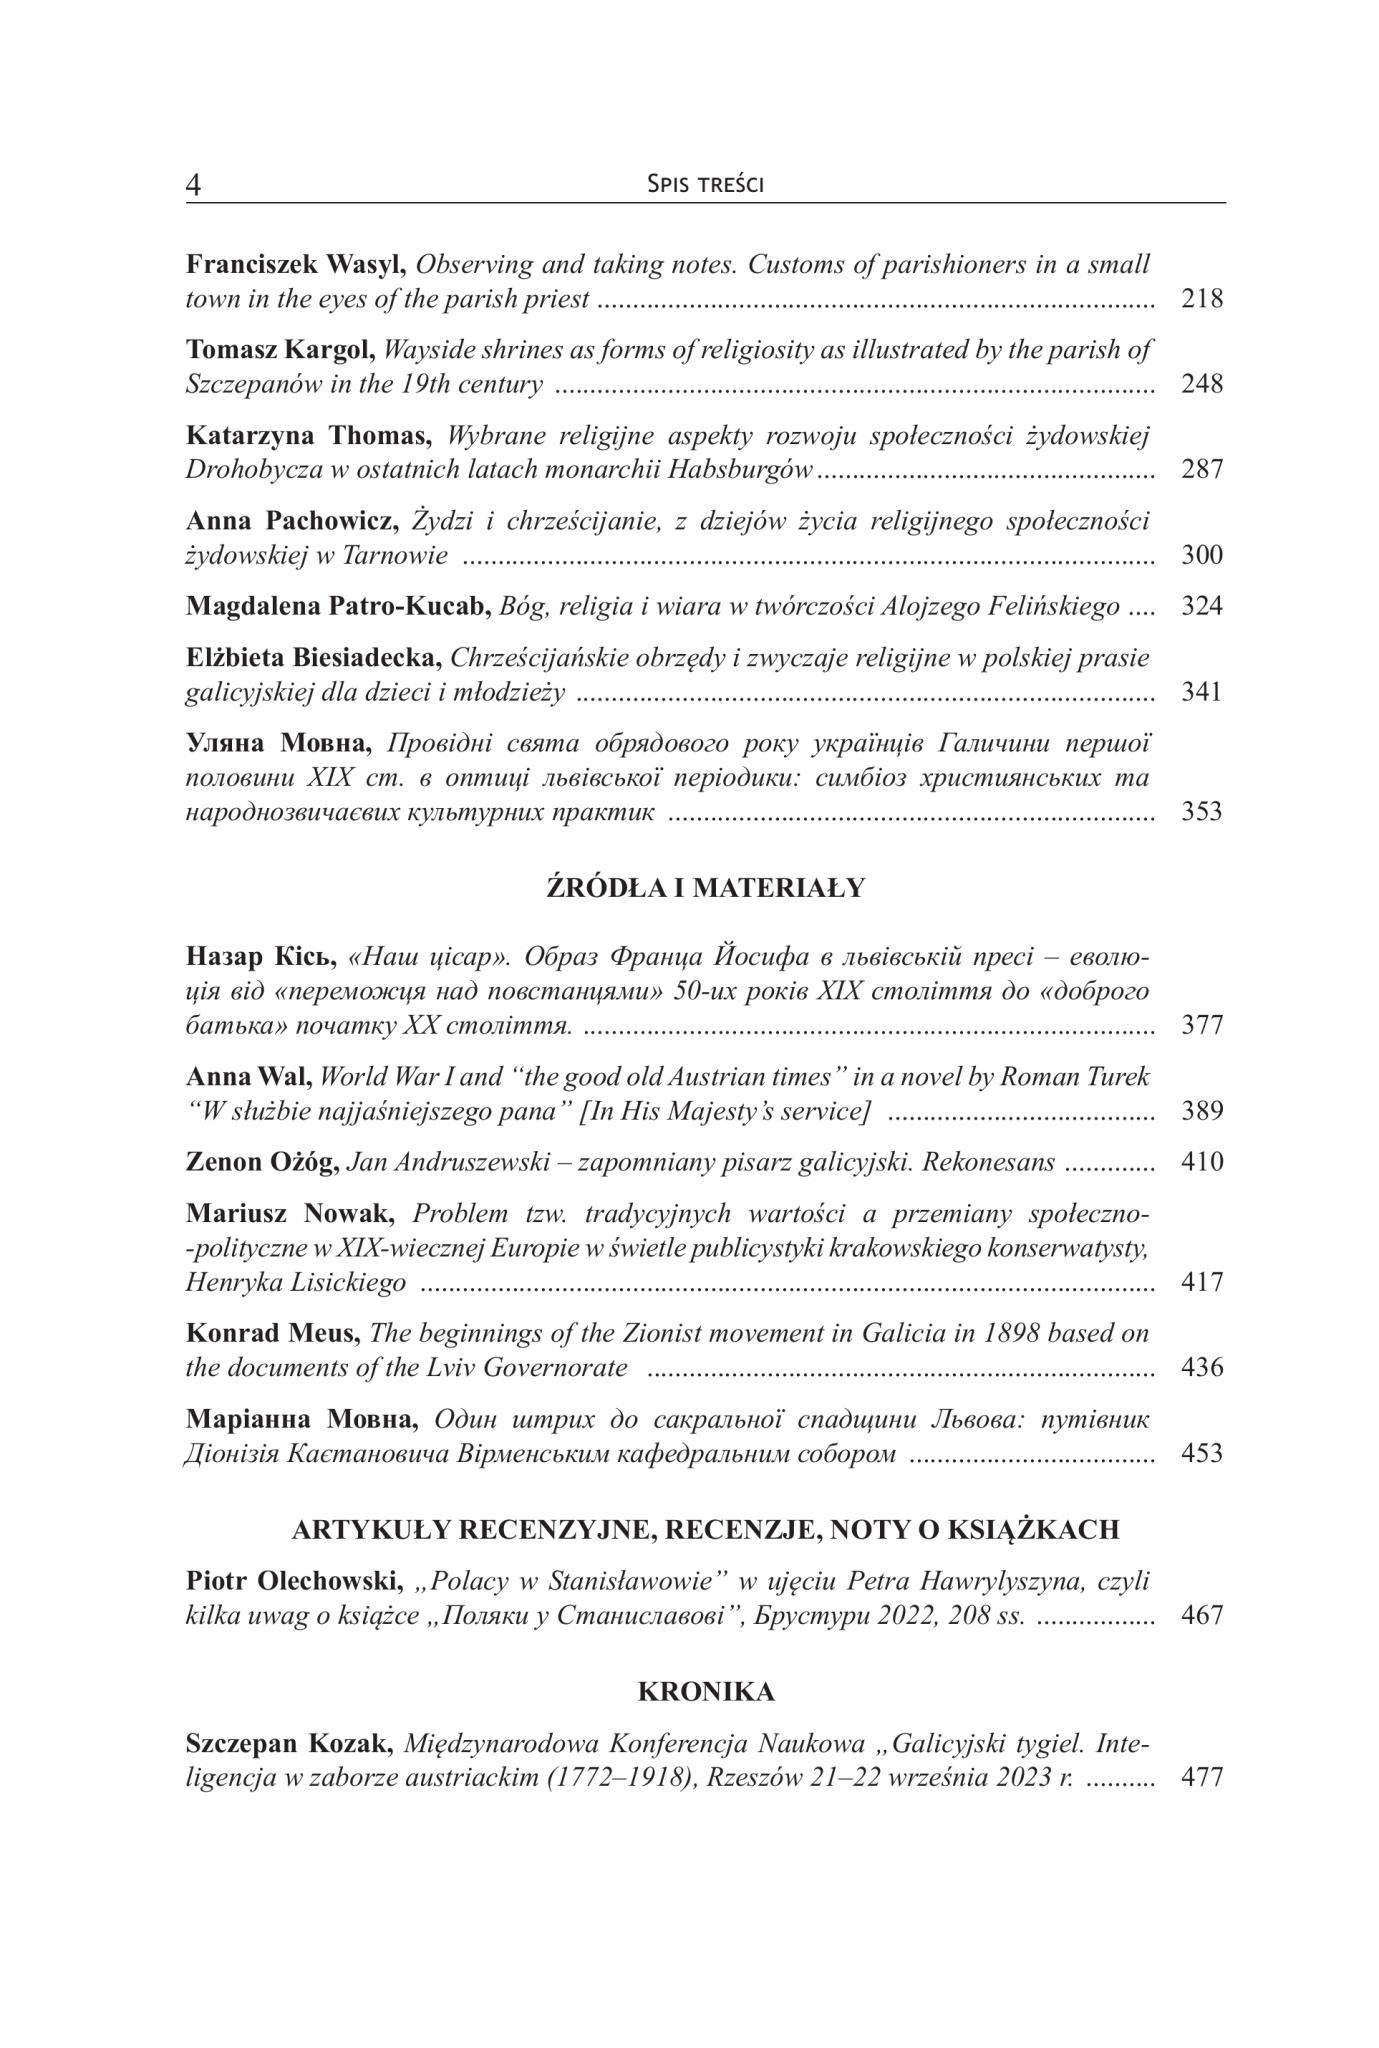 4 Spis treści
Franciszek Wasyl, Observing and taking notes. Customs of parishioners in a small
town in the eyes of the parish priest ................................................................................ 218
Tomasz Kargol, Wayside shrines as forms of religiosity as illustrated by the parish of
Szczepanów in the 19th century ...................................................................................... 248
Katarzyna Thomas, Wybrane religijne aspekty rozwoju społeczności żydowskiej
Drohobycza w ostatnich latach monarchii Habsburgów ................................................ 287
Anna Pachowicz, Żydzi i chrześcijanie, z dziejów życia religijnego społeczności
żydowskiej w Tarnowie ................................................................................................... 300
Magdalena Patro-Kucab, Bóg, religia i wiara w twórczości Alojzego Felińskiego .... 324
Elżbieta Biesiadecka, Chrześcijańskie obrzędy i zwyczaje religijne w polskiej prasie
galicyjskiej dla dzieci i młodzieży ................................................................................... 341
Уляна Мовна, Провідні свята обрядового року українців Галичини першої
половини XIX ст. в оптиці львівської періодики: симбіоз християнських та
народнозвичаєвих культурних практик ...................................................................... 353
ŹRÓDŁA I MATERIAŁY
Назар Кісь, «Наш цісар». Образ Франца Йосифа в львівській пресі – еволю-
ція від «переможця над повстанцями» 50-их років XIX століття до «доброго
батька» початку XX століття. .................................................................................. 377
Anna Wal, World War I and “the good old Austrian times” in a novel by Roman Turek
“W służbie najjaśniejszego pana” [In His Majesty’s service] ...................................... 389
Zenon Ożóg, Jan Andruszewski – zapomniany pisarz galicyjski. Rekonesans ............. 410
Mariusz Nowak, Problem tzw. tradycyjnych wartości a przemiany społeczno-
-polityczne w XIX-wiecznej Europie w świetle publicystyki krakowskiego konserwatysty,
Henryka Lisickiego ......................................................................................................... 417
Konrad Meus, The beginnings of the Zionist movement in Galicia in 1898 based on
the documents of the Lviv Governorate ......................................................................... 436
Маріанна Мовна, Один штрих до сакральної спадщини Львова: путівник
Діонізія Каєтановича Вірменським кафедральним собором ................................... 453
ARTYKUŁY RECENZYJNE, RECENZJE, NOTY O KSIĄŻKACH
Piotr Olechowski, „Polacy w Stanisławowie” w ujęciu Petra Hawrylyszyna, czyli
kilka uwag o książce „Поляки у Станиславові”, Брустури 2022, 208 ss. ................. 467
KRONIKA
Szczepan Kozak, Międzynarodowa Konferencja Naukowa „Galicyjski tygiel. Inte-
ligencja w zaborze austriackim (1772–1918), Rzeszów 21–22 września 2023 r. .......... 477